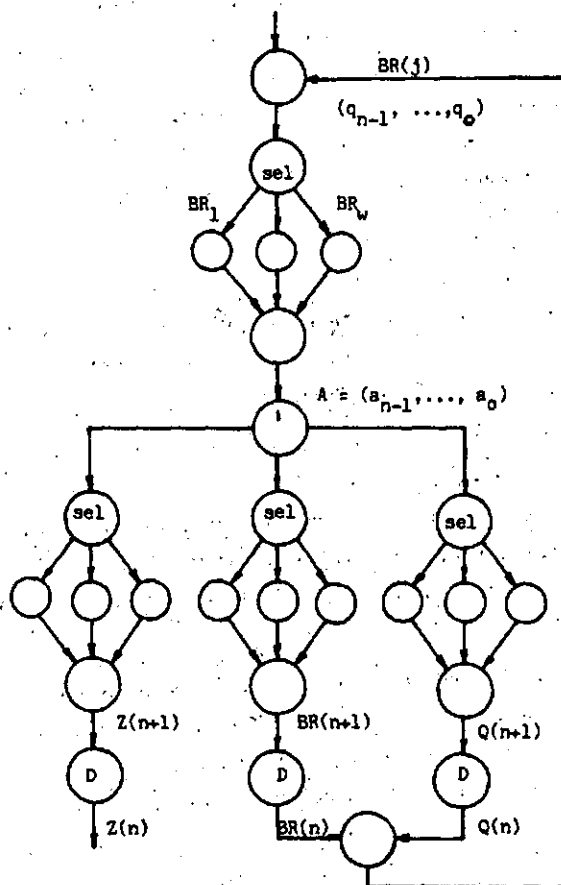 BR(j)
(q_{n-1}, ...,q_o)
sel
BR_1 BR_w
A = (a_{n-1},..., a_o)
sel sel sel
Z(n+1) BR(n+1) Q(n+1)
D D D
Z(n) BR(n) Q(n)